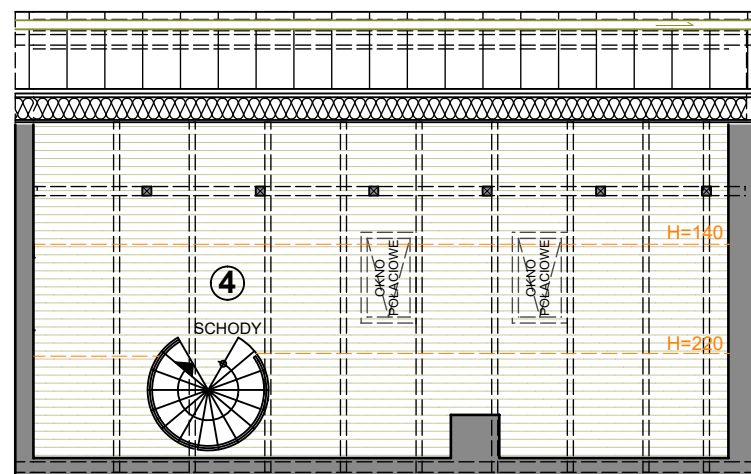 H=140
OKNO
POŁACIOWE
OKNO
POŁACIOWE
4
SCHODY
H=220